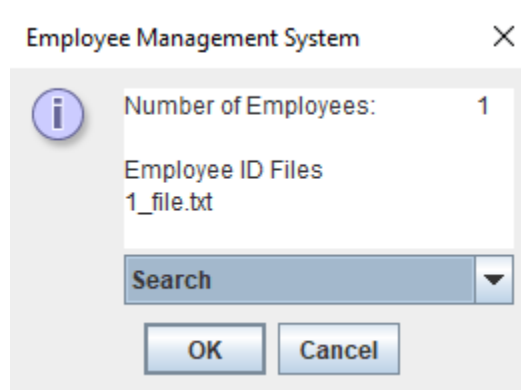 Employee Management System
Number of Employees: 1
Employee ID Files
1_file.txt
Search
OK Cancel